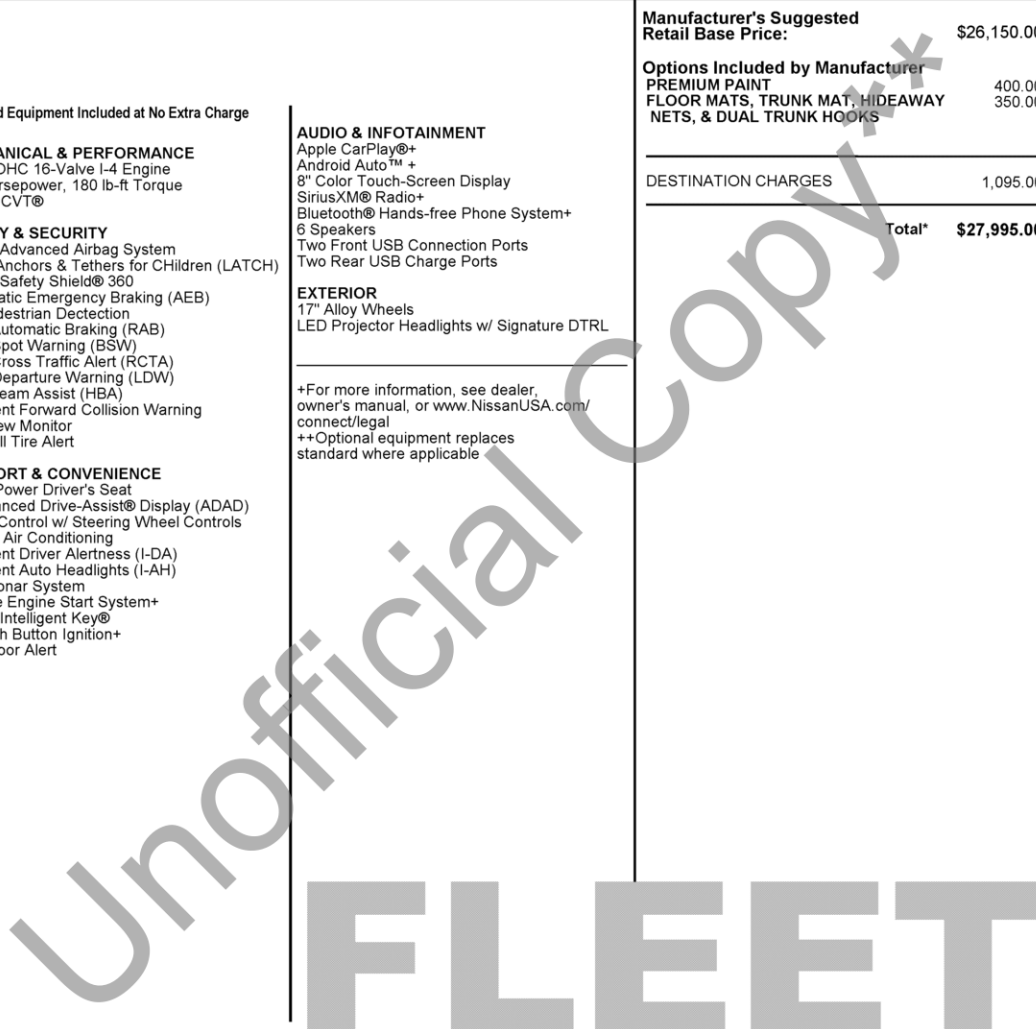 d Equipment Included at No Extra Charge
ANICAL & PERFORMANCE
OHC 16-Valve I-4 Engine
rsepower, 180 lb-ft Torque
CVT®
Y & SECURITY
Advanced Airbag System
Anchors & Tethers for CHildren (LATCH)
Safety Shield® 360
atic Emergency Braking (AEB)
destrian Dectection
utomatic Braking (RAB)
pot Warning (BSW)
ross Traffic Alert (RCTA)
Departure Warning (LDW)
eam Assist (HBA)
ent Forward Collision Warning
ew Monitor
ll Tire Alert
ORT & CONVENIENCE
Power Driver's Seat
anced Drive-Assist® Display (ADAD)
Control w/ Steering Wheel Controls
Air Conditioning
ent Driver Alertness (I-DA)
ent Auto Headlights (I-AH)
onar System
e Engine Start System+
Intelligent Key®
h Button Ignition+
oor Alert
AUDIO & INFOTAINMENT
Apple CarPlay®+
Android Auto™ +
8" Color Touch-Screen Display
SiriusXM® Radio+
Bluetooth® Hands-free Phone System+
6 Speakers
Two Front USB Connection Ports
Two Rear USB Charge Ports
EXTERIOR
17" Alloy Wheels
LED Projector Headlights w/ Signature DTRL
+For more information, see dealer,
owner's manual, or www.NissanUSA.com/
connect/legal
++Optional equipment replaces
standard where applicable
Manufacturer's Suggested
Retail Base Price: $26,150.00
Options Included by Manufacturer
PREMIUM PAINT 400.00
FLOOR MATS, TRUNK MAT, HIDEAWAY 350.00
NETS, & DUAL TRUNK HOOKS
DESTINATION CHARGES 1,095.00
Total* $27,995.00
Unofficial Copy**
FLEET